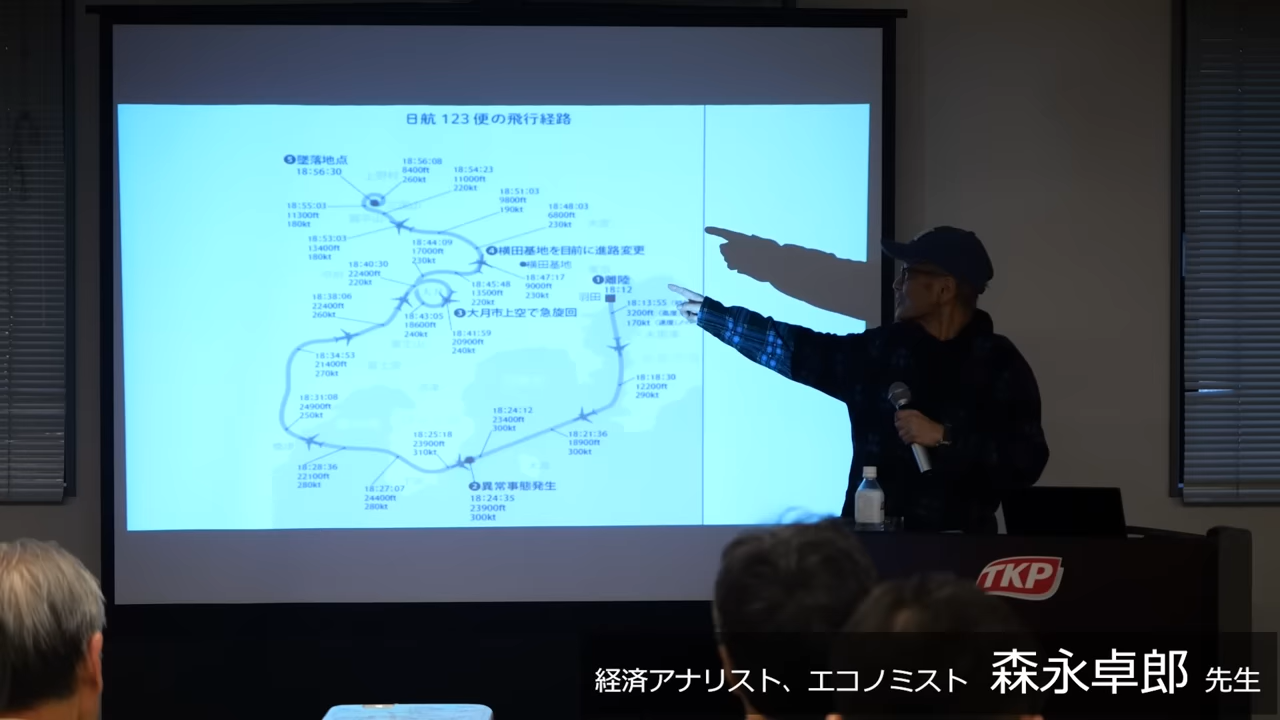 日航123便の飛行経路
❺墜落地点
18:56:30
18:56:08
8400ft
260kt
18:54:23
11000ft
220kt
18:51:03
9800ft
190kt
18:48:03
6800ft
230kt
18:55:03
11300ft
180kt
18:53:03
13400ft
180kt
18:44:09
17000ft
230kt
❹横田基地を目前に進路変更
横田基地
18:47:17
9000ft
230kt
❶離陸
18:12
羽田
18:40:30
22400ft
220kt
18:45:48
13500ft
220kt
❸大月市上空で急旋回
18:13:55
3200ft
170kt
18:38:06
22400ft
260kt
18:43:05
18600ft
240kt
18:41:59
20900ft
240kt
18:34:53
21400ft
270kt
18:18:30
12200ft
290kt
18:31:08
24900ft
250kt
18:24:12
23400ft
300kt
18:25:18
23900ft
310kt
18:21:36
18900ft
300kt
18:28:36
22100ft
280kt
18:27:07
24400ft
280kt
❷異常事態発生
18:24:35
23900ft
300kt
TKP
経済アナリスト、エコノミスト 森永卓郎 先生